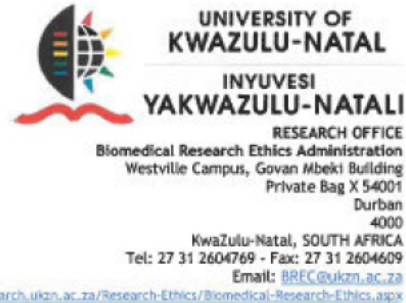 UNIVERSITY OF
KWAZULU-NATAL
INYUVESI
YAKWAZULU-NATALI
RESEARCH OFFICE
Biomedical Research Ethics Administration
Westville Campus, Govan Mbeki Building
Private Bag X 54001
Durban
4000
KwaZulu-Natal, SOUTH AFRICA
Tel: 27 31 2604769 - Fax: 27 31 2604609
Email: BREC@ukzn.ac.za
arch.ukzn.ac.za/Research-Ethics/Biomedical-Research-Ethics.aspx